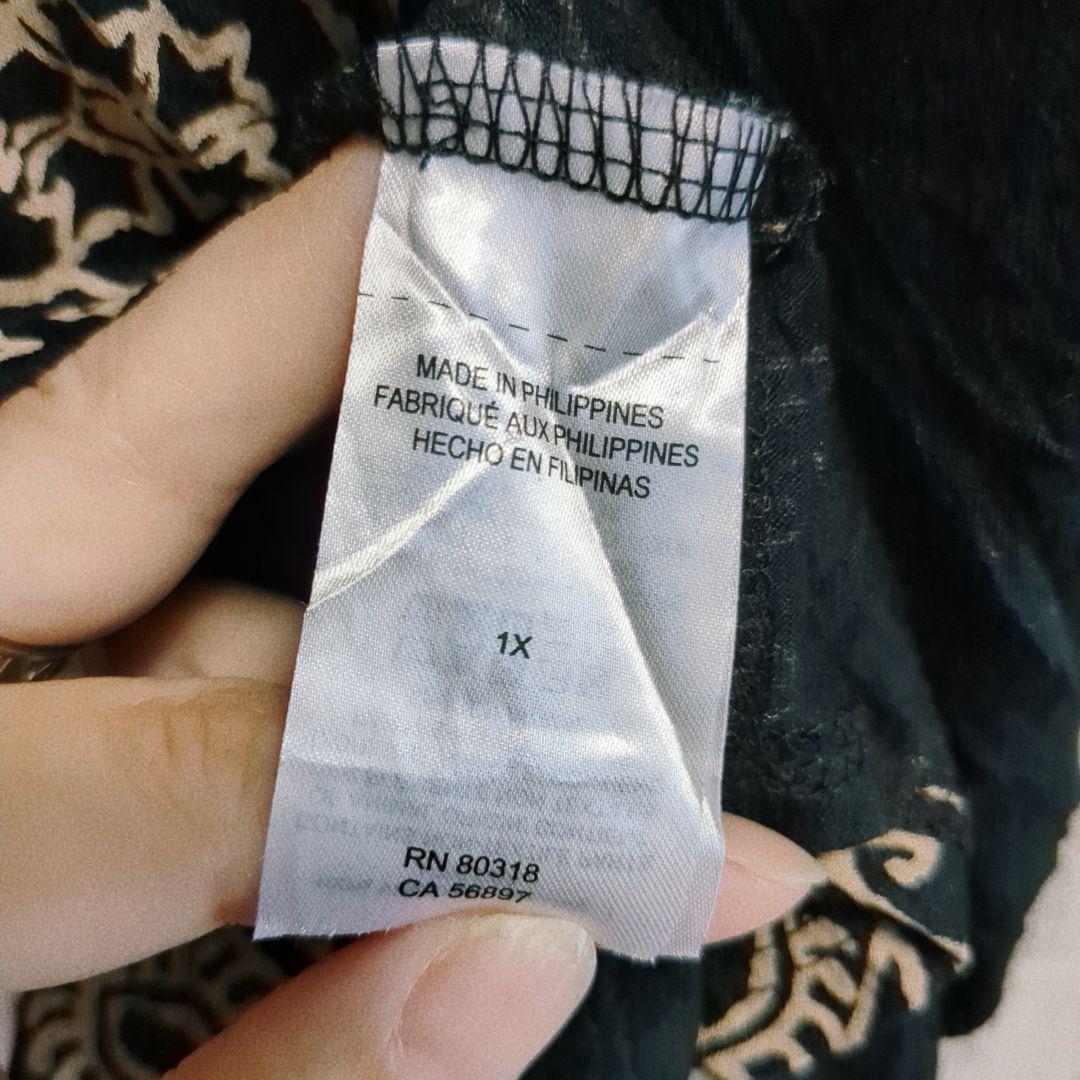 MADE IN PHILIPPINES
FABRIQUÉ AUX PHILIPPINES
HECHO EN FILIPINAS
1X
RN 80318
CA 56897